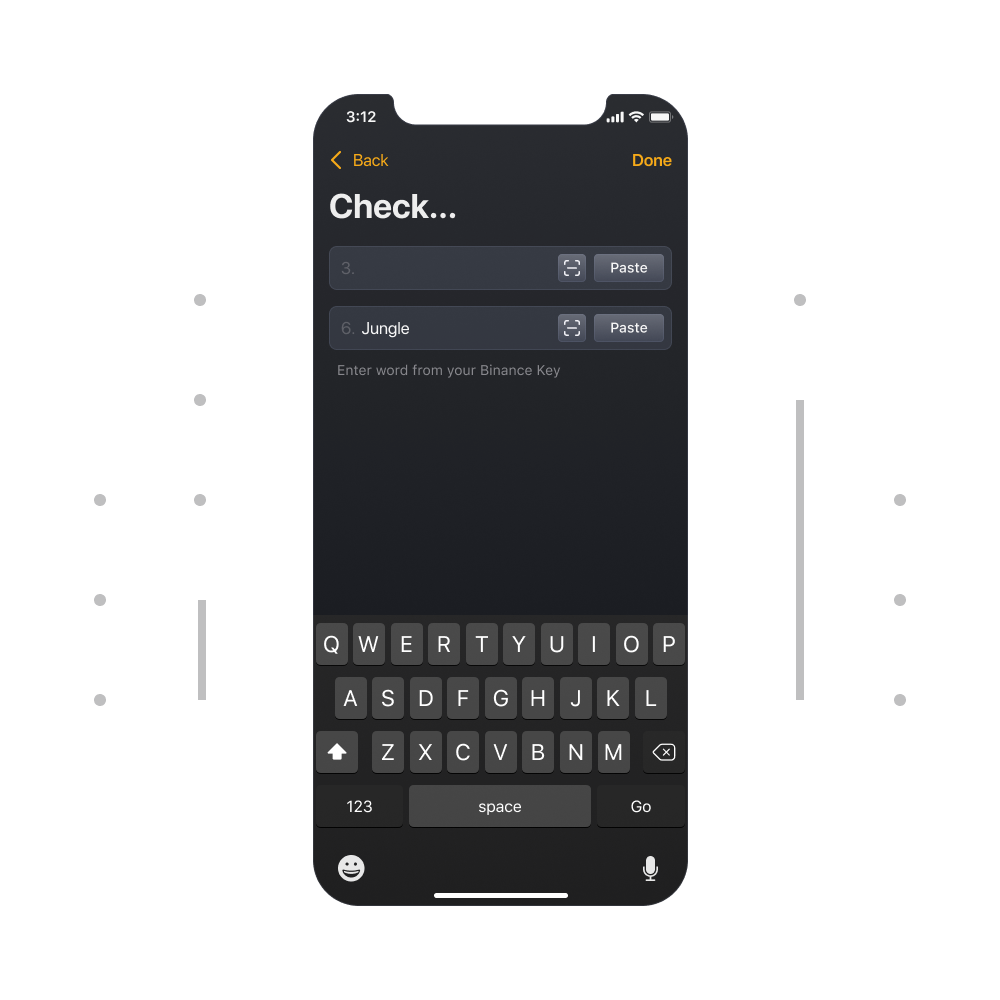 3:12
Back Done
Check...
3. Paste
6. Jungle Paste
Enter word from your Binance Key
Q W E R T Y U I O P
A S D F G H J K L
Z X C V B N M
123 space Go